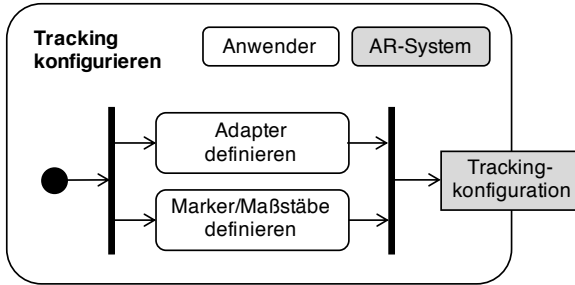 Tracking
konfigurieren
Anwender
AR-System
Adapter
definieren
Marker/Maßstäbe
definieren
Tracking-
konfiguration